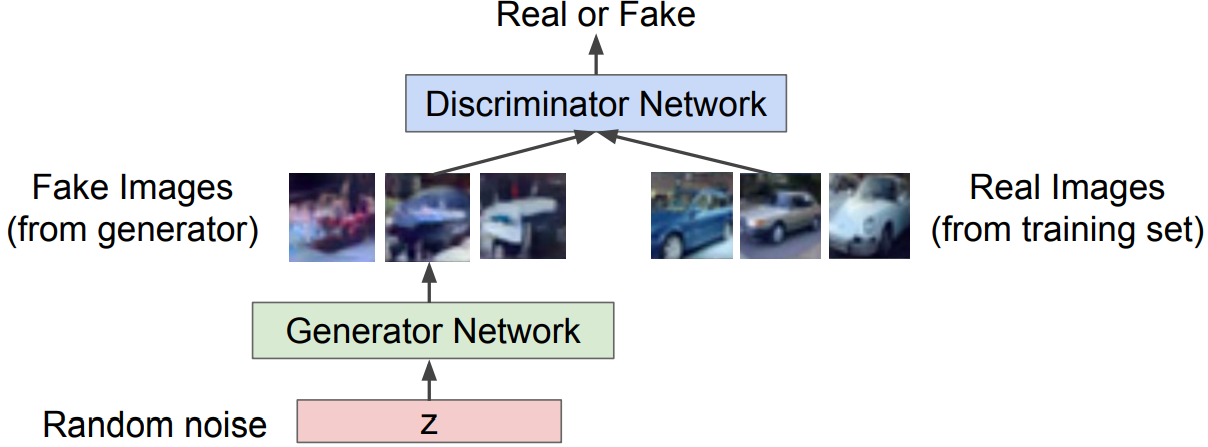 Real or Fake
Discriminator Network
Fake Images
(from generator)
Real Images
(from training set)
Generator Network
Random noise
z